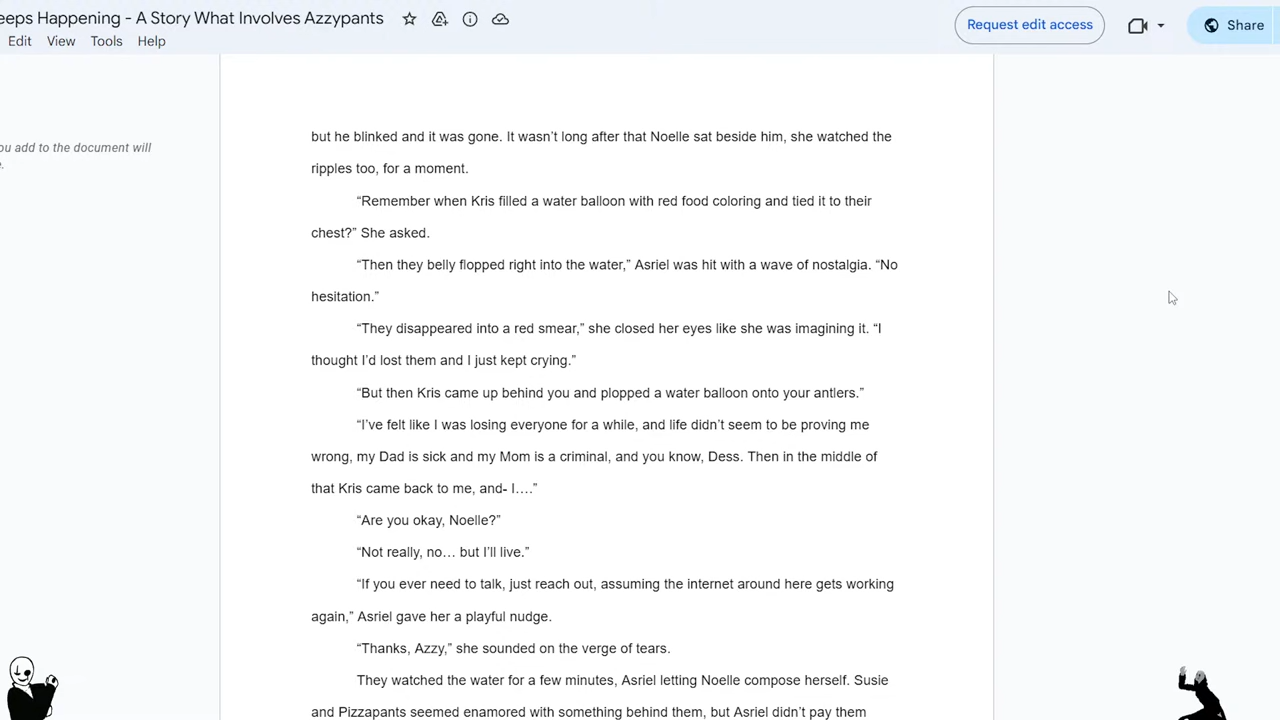 eeps Happening - A Story What Involves Azzypants
Request edit access
Share
Edit View Tools Help
ou add to the document will
e.
but he blinked and it was gone. It wasn’t long after that Noelle sat beside him, she watched the
ripples too, for a moment.
“Remember when Kris filled a water balloon with red food coloring and tied it to their
chest?” She asked.
“Then they belly flopped right into the water,” Asriel was hit with a wave of nostalgia. “No
hesitation.”
“They disappeared into a red smear,” she closed her eyes like she was imagining it. “I
thought I’d lost them and I just kept crying.”
“But then Kris came up behind you and plopped a water balloon onto your antlers.”
“I’ve felt like I was losing everyone for a while, and life didn’t seem to be proving me
wrong, my Dad is sick and my Mom is a criminal, and you know, Dess. Then in the middle of
that Kris came back to me, and- I….”
“Are you okay, Noelle?”
“Not really, no… but I’ll live.”
“If you ever need to talk, just reach out, assuming the internet around here gets working
again,” Asriel gave her a playful nudge.
“Thanks, Azzy,” she sounded on the verge of tears.
They watched the water for a few minutes, Asriel letting Noelle compose herself. Susie
and Pizzapants seemed enamored with something behind them, but Asriel didn’t pay them